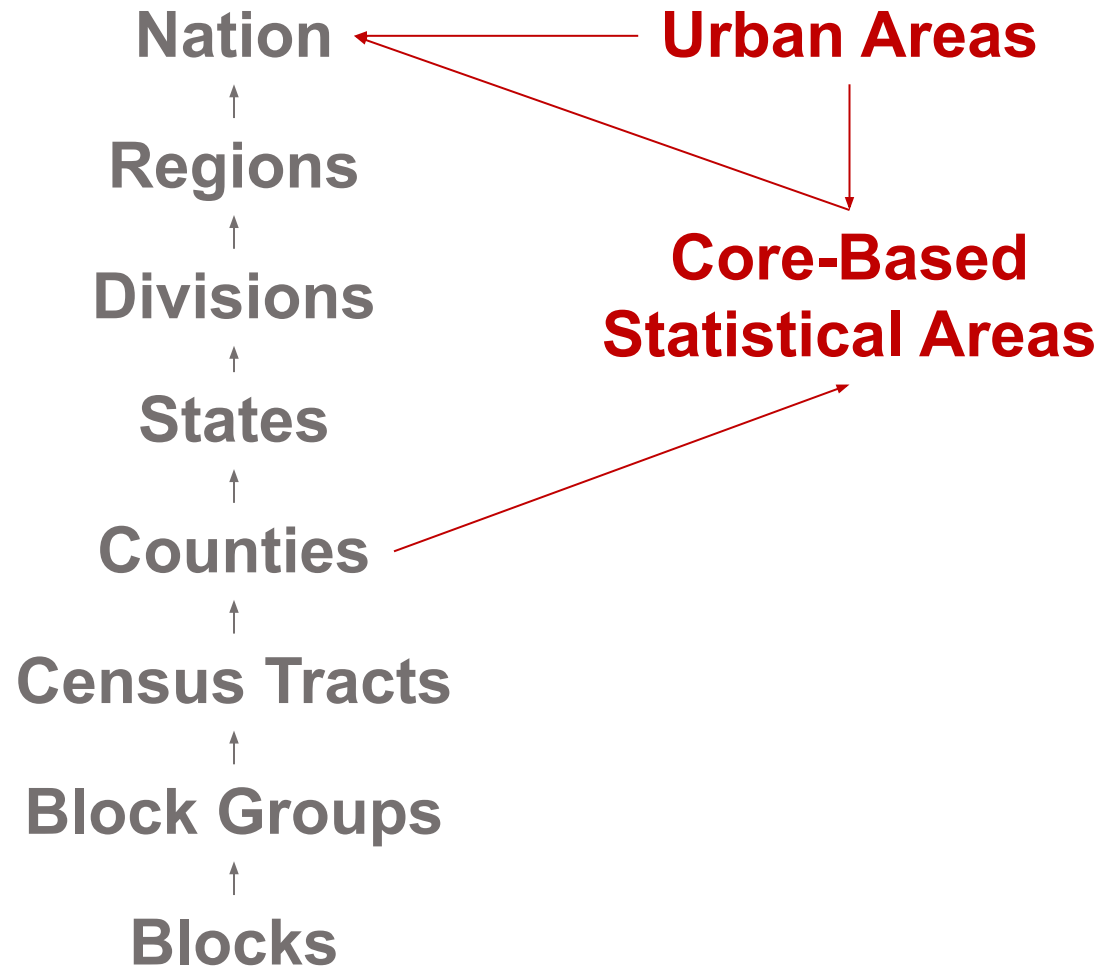 Nation
Urban Areas
Regions
Core-Based
Statistical Areas
Divisions
States
Counties
Census Tracts
Block Groups
Blocks